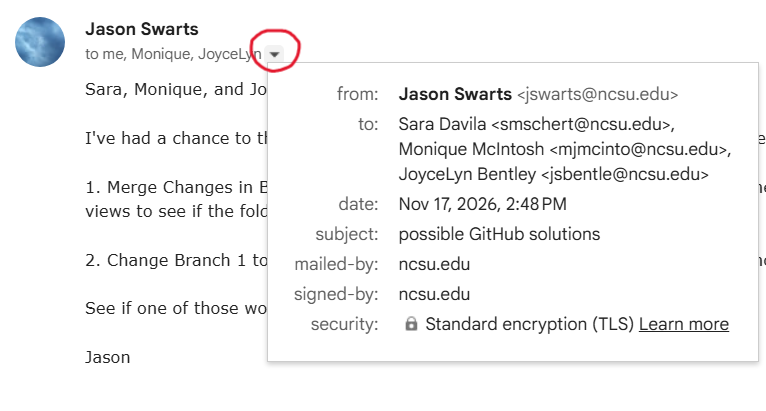 Jason Swarts
to me, Monique, JoyceLyn
Sara, Monique, and Jo
I've had a chance to th
1. Merge Changes in B
views to see if the fold
2. Change Branch 1 to
See if one of those wo
Jason
from: Jason Swarts <jswarts@ncsu.edu>
to: Sara Davila <smschert@ncsu.edu>,
Monique McIntosh <mjmcinto@ncsu.edu>,
JoyceLyn Bentley <jsbentle@ncsu.edu>
date: Nov 17, 2026, 2:48 PM
subject: possible GitHub solutions
mailed-by: ncsu.edu
signed-by: ncsu.edu
security: Standard encryption (TLS) Learn more